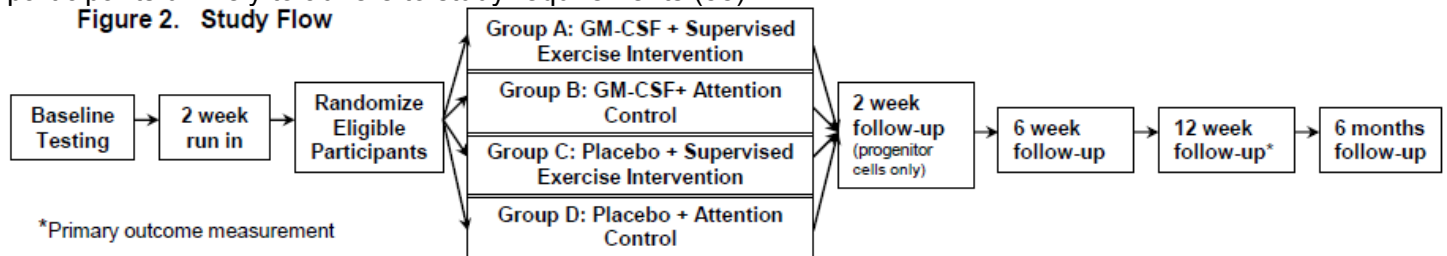 Figure 2. Study Flow
Baseline
Testing
2 week
run in
Randomize
Eligible
Participants
Group A: GM-CSF + Supervised
Exercise Intervention
Group B: GM-CSF+ Attention
Control
Group C: Placebo + Supervised
Exercise Intervention
Group D: Placebo + Attention
Control
2 week
follow-up
(progenitor
cells only)
6 week
follow-up
12 week
follow-up*
6 months
follow-up
*Primary outcome measurement